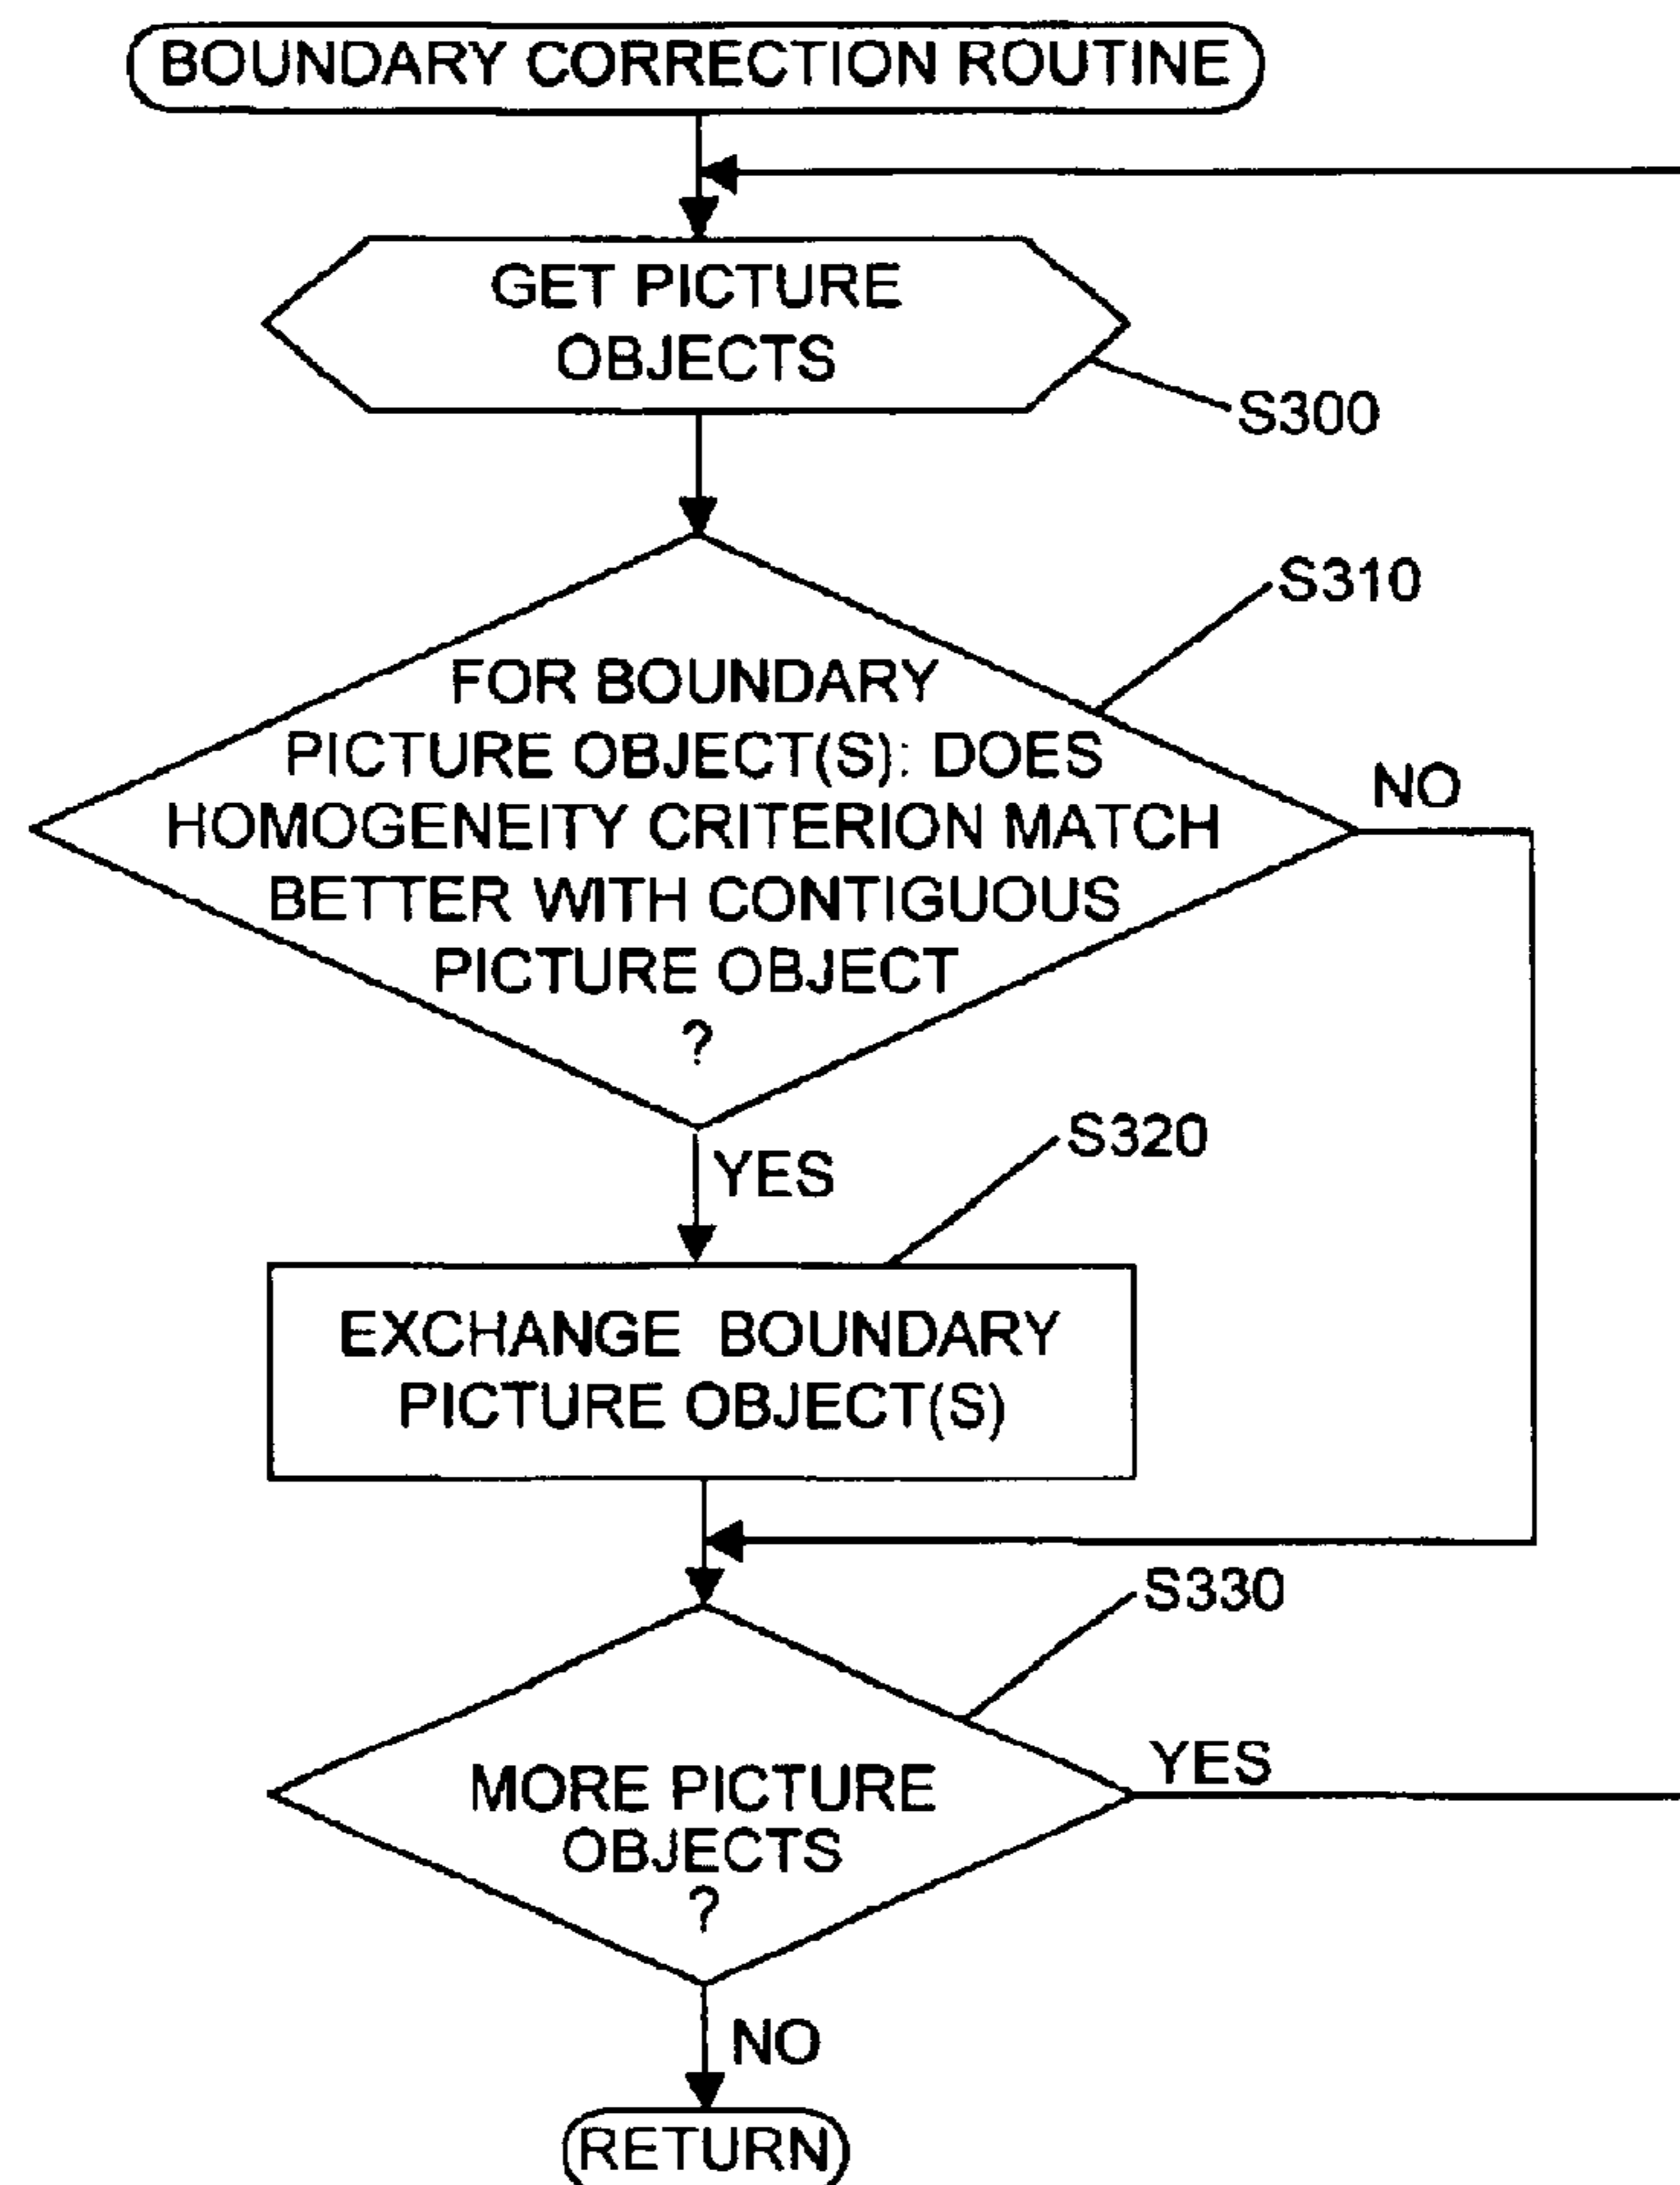 BOUNDARY CORRECTION ROUTINE
GET PICTURE
OBJECTS
S300
S310
FOR BOUNDARY
PICTURE OBJECT(S): DOES
HOMOGENEITY CRITERION MATCH
BETTER WITH CONTIGUOUS
PICTURE OBJECT
?
NO
YES
S320
EXCHANGE BOUNDARY
PICTURE OBJECT(S)
S330
MORE PICTURE
OBJECTS
?
YES
NO
RETURN